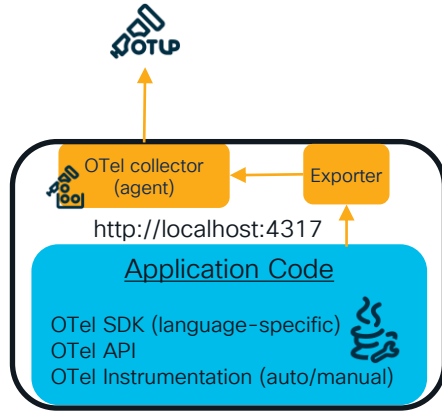 OTLP
OTel collector
(agent)
Exporter
http://localhost:4317
Application Code
OTel SDK (language-specific)
OTel API
OTel Instrumentation (auto/manual)